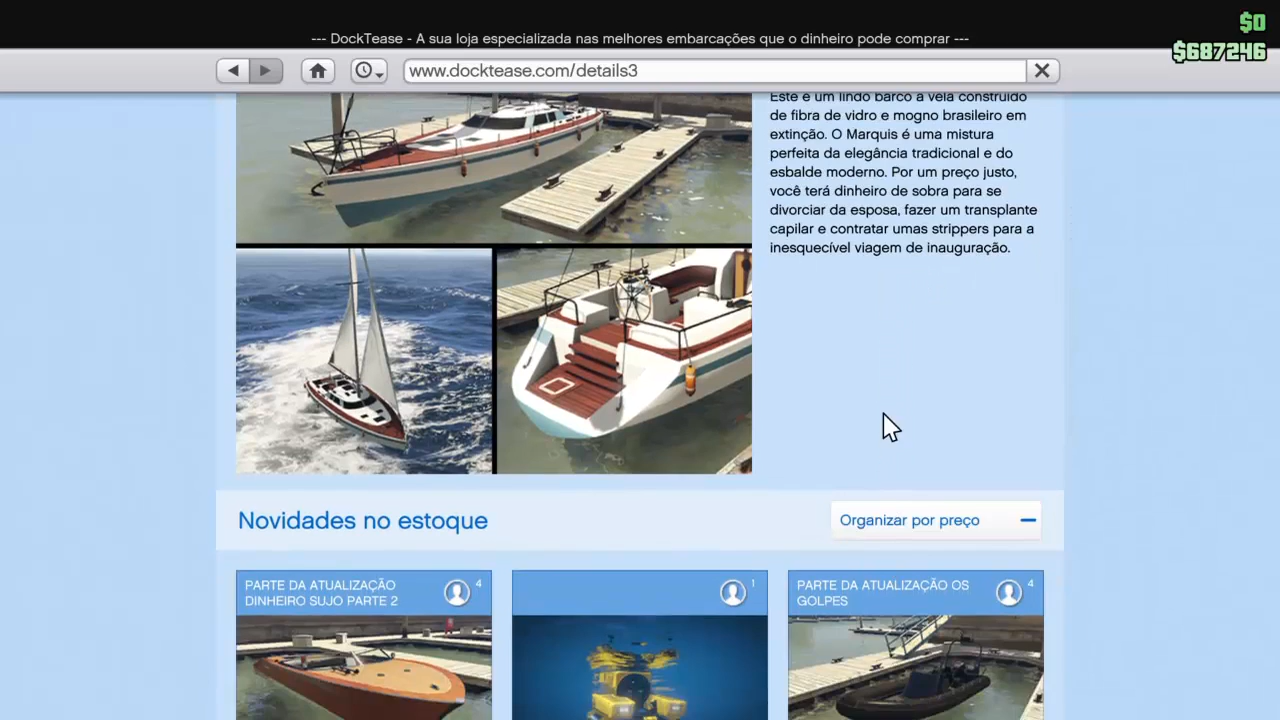 $0
--- DockTease - A sua loja especializada nas melhores embarcações que o dinheiro pode comprar ---
$687246
www.docktease.com/details3
Este é um lindo barco a vela construído
de fibra de vidro e mogno brasileiro em
extinção. O Marquis é uma mistura
perfeita da elegância tradicional e do
esbalde moderno. Por um preço justo,
você terá dinheiro de sobra para se
divorciar da esposa, fazer um transplante
capilar e contratar umas strippers para a
inesquecível viagem de inauguração.
Novidades no estoque
Organizar por preço
PARTE DA ATUALIZAÇÃO
DINHEIRO SUJO PARTE 2
4
1
PARTE DA ATUALIZAÇÃO OS
GOLPES
4